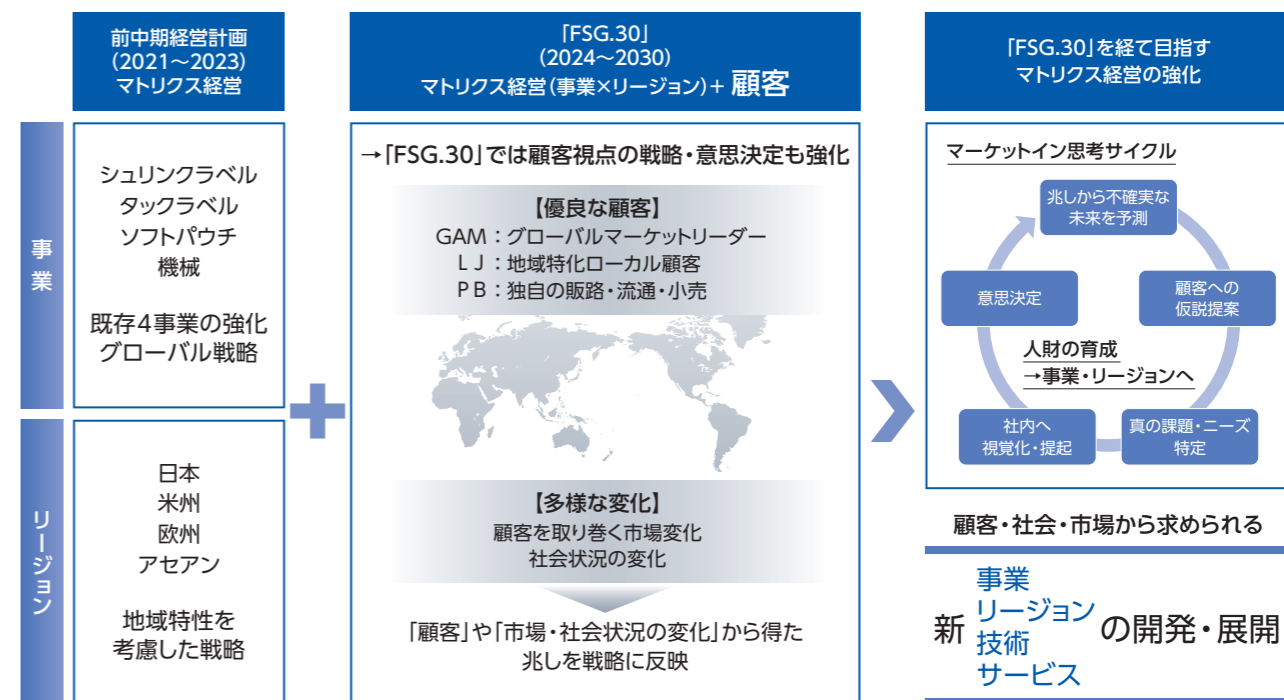 前中期経営計画
(2021～2023)
マトリクス経営
事業
シュリンクラベル
タックラベル
ソフトパウチ
機械
既存4事業の強化
グローバル戦略
リージョン
日本
米州
欧州
アセアン
地域特性を
考慮した戦略
「FSG.30」
(2024～2030)
マトリクス経営(事業×リージョン)+ 顧客
→「FSG.30」では顧客視点の戦略・意思決定も強化
【優良な顧客】
GAM：グローバルマーケットリーダー
LJ：地域特化ローカル顧客
PB：独自の販路・流通・小売
【多様な変化】
顧客を取り巻く市場変化
社会状況の変化
「顧客」や「市場・社会状況の変化」から得た
兆しを戦略に反映
「FSG.30」を経て目指す
マトリクス経営の強化
マーケットイン思考サイクル
兆しから不確実な
未来を予測
顧客への
仮説提案
真の課題・ニーズ
特定
社内へ
視覚化・提起
意思決定
人財の育成
→事業・リージョンへ
顧客・社会・市場から求められる
新 事業 リージョン 技術 サービス の開発・展開